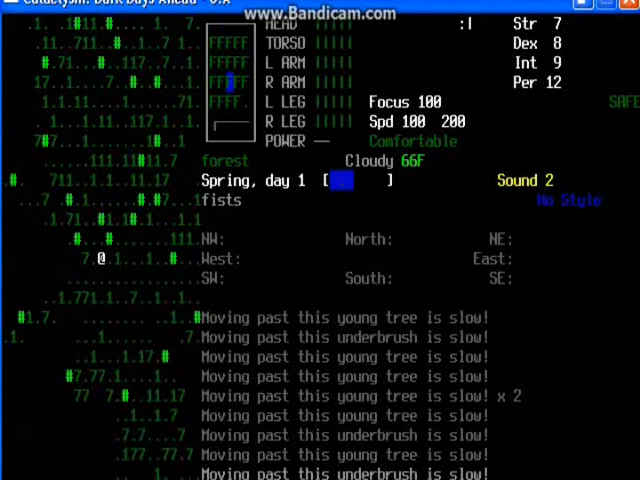 Cataclysm: Dark Days Ahead - 0.A
www.Bandicam.com
HEAD ||||| :| Str 7
TORSO ||||| Dex 8
L ARM ||||| Int 9
R ARM ||||| Per 12
L LEG ||||| Focus 100 SAFE
R LEG ||||| Spd 100 200
POWER — Comfortable
forest Cloudy 66F
Spring, day 1 [ ] Sound 2
fists No Style
NW: North: NE:
West: East:
SW: South: SE:
Moving past this young tree is slow!
Moving past this underbrush is slow!
Moving past this young tree is slow!
Moving past this young tree is slow!
Moving past this young tree is slow! x 2
Moving past this young tree is slow!
Moving past this underbrush is slow!
Moving past this young tree is slow!
Moving past this underbrush is slow!